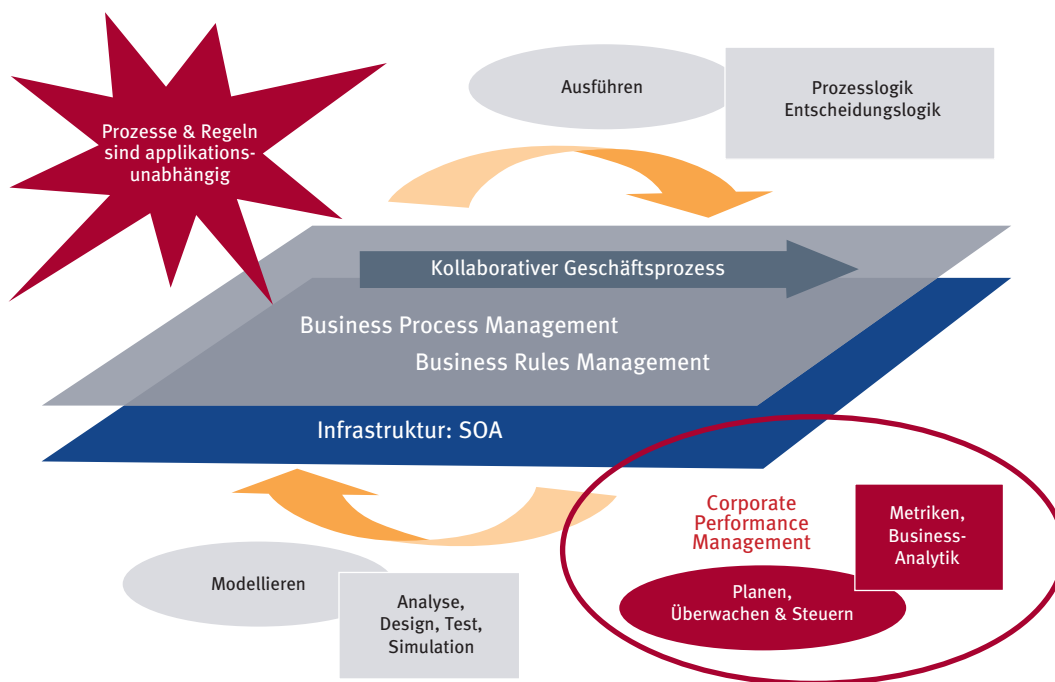 Prozesse & Regeln
sind applikations-
unabhängig
Ausführen
Prozesslogik
Entscheidungslogik
Kollaborativer Geschäftsprozess
Business Process Management
Business Rules Management
Infrastruktur: SOA
Modellieren
Analyse,
Design, Test,
Simulation
Corporate
Performance
Management
Metriken,
Business-
Analytik
Planen,
Überwachen & Steuern